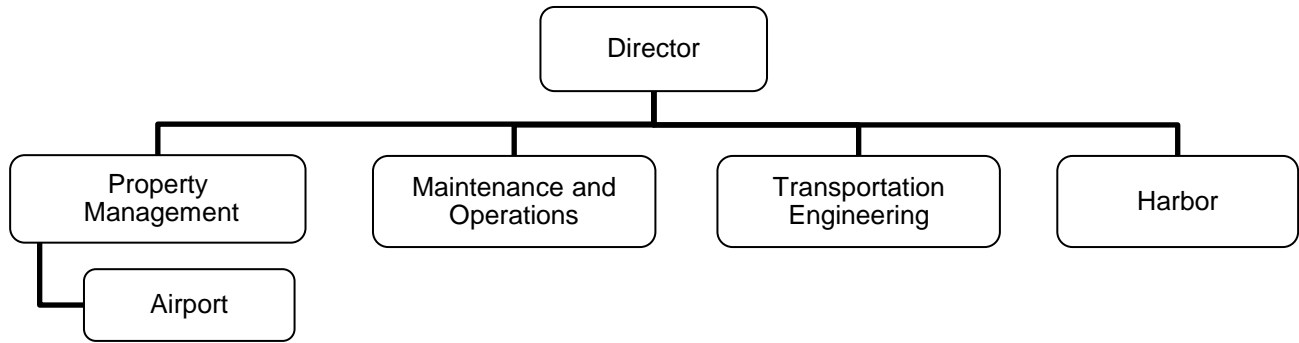 Director
Property
Management
Maintenance and
Operations
Transportation
Engineering
Harbor
Airport